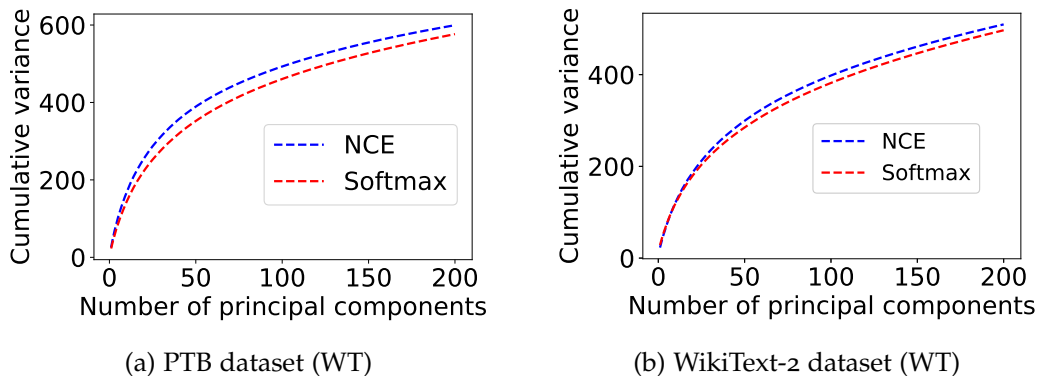 Cumulative variance
600
400
200
0
NCE
Softmax
0 50 100 150 200
Number of principal components
(a) PTB dataset (WT)
Cumulative variance
400
200
0
NCE
Softmax
0 50 100 150 200
Number of principal components
(b) WikiText-2 dataset (WT)